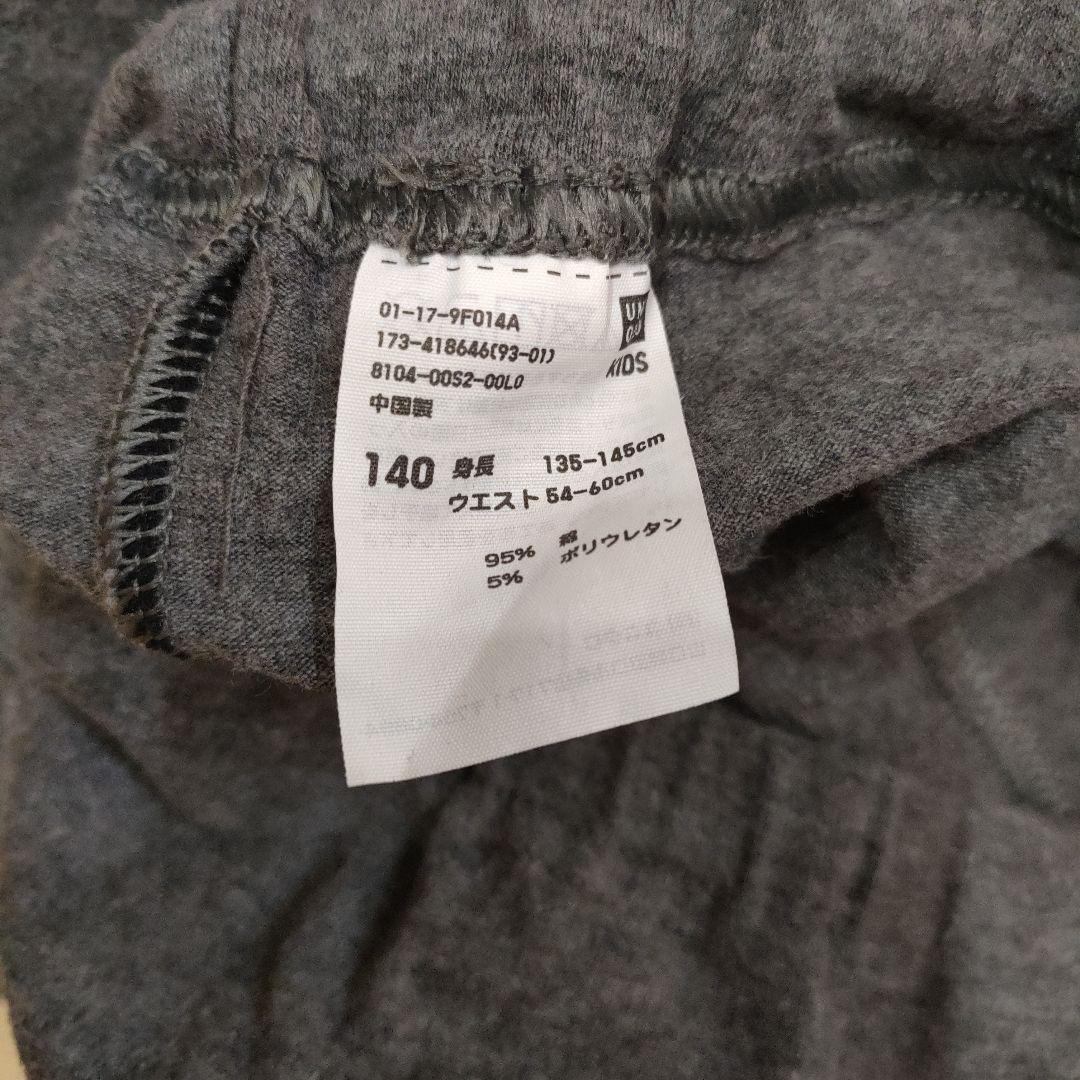 01-17-9F014A
173-418646(93-01)
8104-00S2-00L0
中国製
KIDS
140 身長 135-145cm
ウエスト 54-60cm
95% 綿
5% ポリウレタン